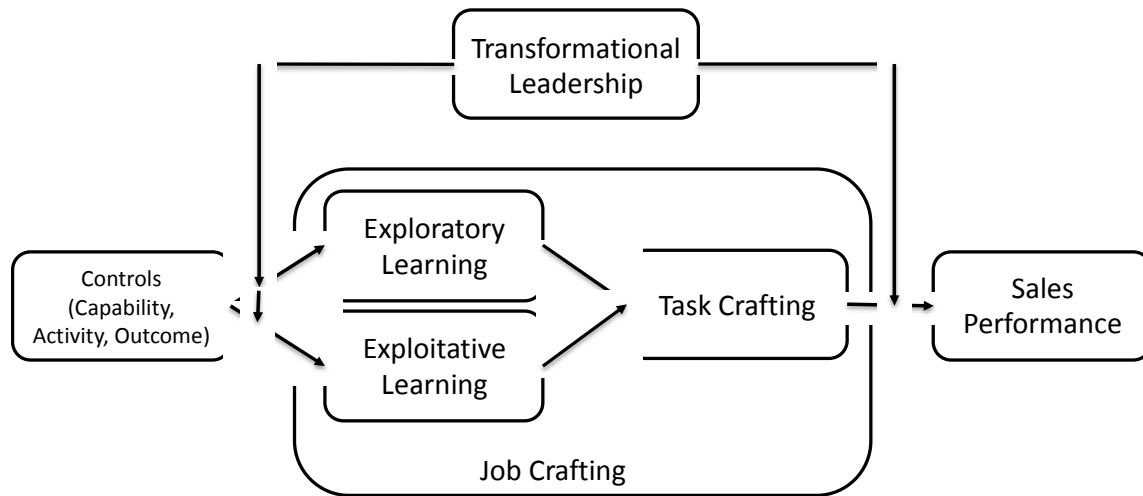 Transformational
Leadership
Exploratory
Learning
Controls
(Capability,
Activity, Outcome)
Task Crafting
Sales
Performance
Exploitative
Learning
Job Crafting